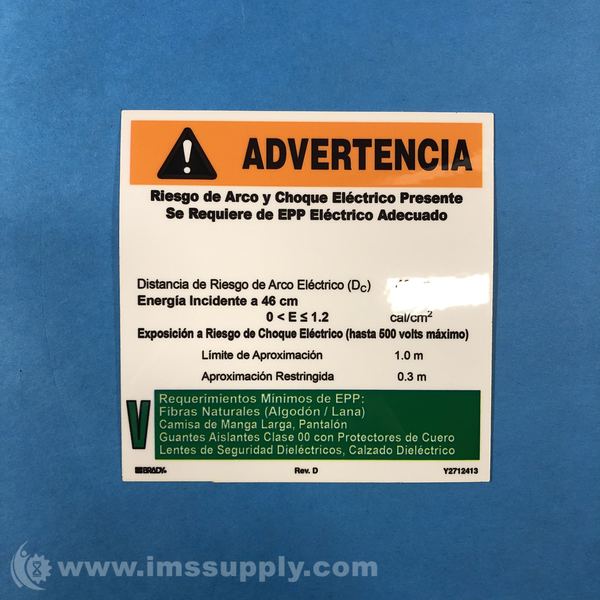 ADVERTENCIA
Riesgo de Arco y Choque Eléctrico Presente
Se Requiere de EPP Eléctrico Adecuado
Distancia de Riesgo de Arco Eléctrico (DC)
Energía Incidente a 46 cm
0 < E ≤ 1.2 cal/cm²
Exposición a Riesgo de Choque Eléctrico (hasta 500 volts máximo)
Límite de Aproximación 1.0 m
Aproximación Restringida 0.3 m
V
Requerimientos Mínimos de EPP:
Fibras Naturales (Algodón / Lana)
Camisa de Manga Larga, Pantalón
Guantes Aislantes Clase 00 con Protectores de Cuero
Lentes de Seguridad Dieléctricos, Calzado Dieléctrico
BRADY Rev. D Y2712413
www.imssupply.com